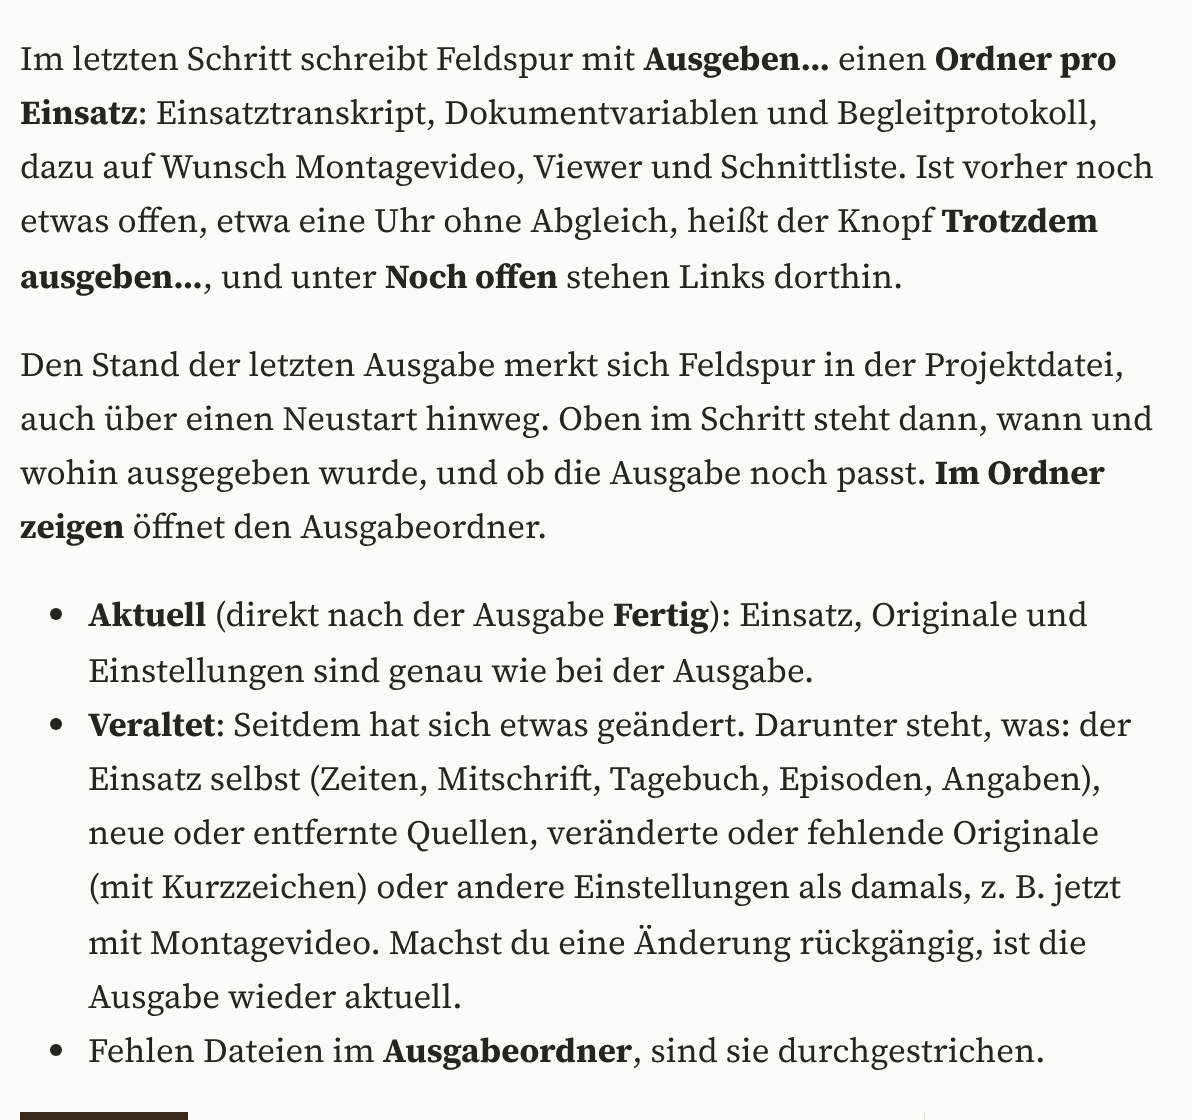 Im letzten Schritt schreibt Feldspur mit Ausgeben… einen Ordner pro
Einsatz: Einsatztranskript, Dokumentvariablen und Begleitprotokoll,
dazu auf Wunsch Montagevideo, Viewer und Schnittliste. Ist vorher noch
etwas offen, etwa eine Uhr ohne Abgleich, heißt der Knopf Trotzdem
ausgeben…, und unter Noch offen stehen Links dorthin.
Den Stand der letzten Ausgabe merkt sich Feldspur in der Projektdatei,
auch über einen Neustart hinweg. Oben im Schritt steht dann, wann und
wohin ausgegeben wurde, und ob die Ausgabe noch passt. Im Ordner
zeigen öffnet den Ausgabeordner.
• Aktuell (direkt nach der Ausgabe Fertig): Einsatz, Originale und
Einstellungen sind genau wie bei der Ausgabe.
• Veraltet: Seitdem hat sich etwas geändert. Darunter steht, was: der
Einsatz selbst (Zeiten, Mitschrift, Tagebuch, Episoden, Angaben),
neue oder entfernte Quellen, veränderte oder fehlende Originale
(mit Kurzzeichen) oder andere Einstellungen als damals, z. B. jetzt
mit Montagevideo. Machst du eine Änderung rückgängig, ist die
Ausgabe wieder aktuell.
• Fehlen Dateien im Ausgabeordner, sind sie durchgestrichen.